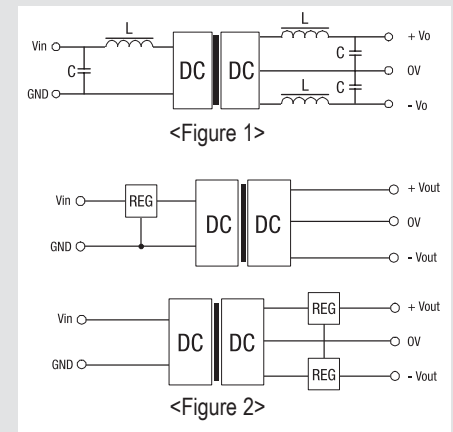 L L
Vin + Vo
C DC DC C 0V
C
GND L - Vo
<Figure 1>
Vin REG + Vout
DC DC 0V
GND - Vout
Vin REG + Vout
DC DC 0V
GND REG - Vout
<Figure 2>